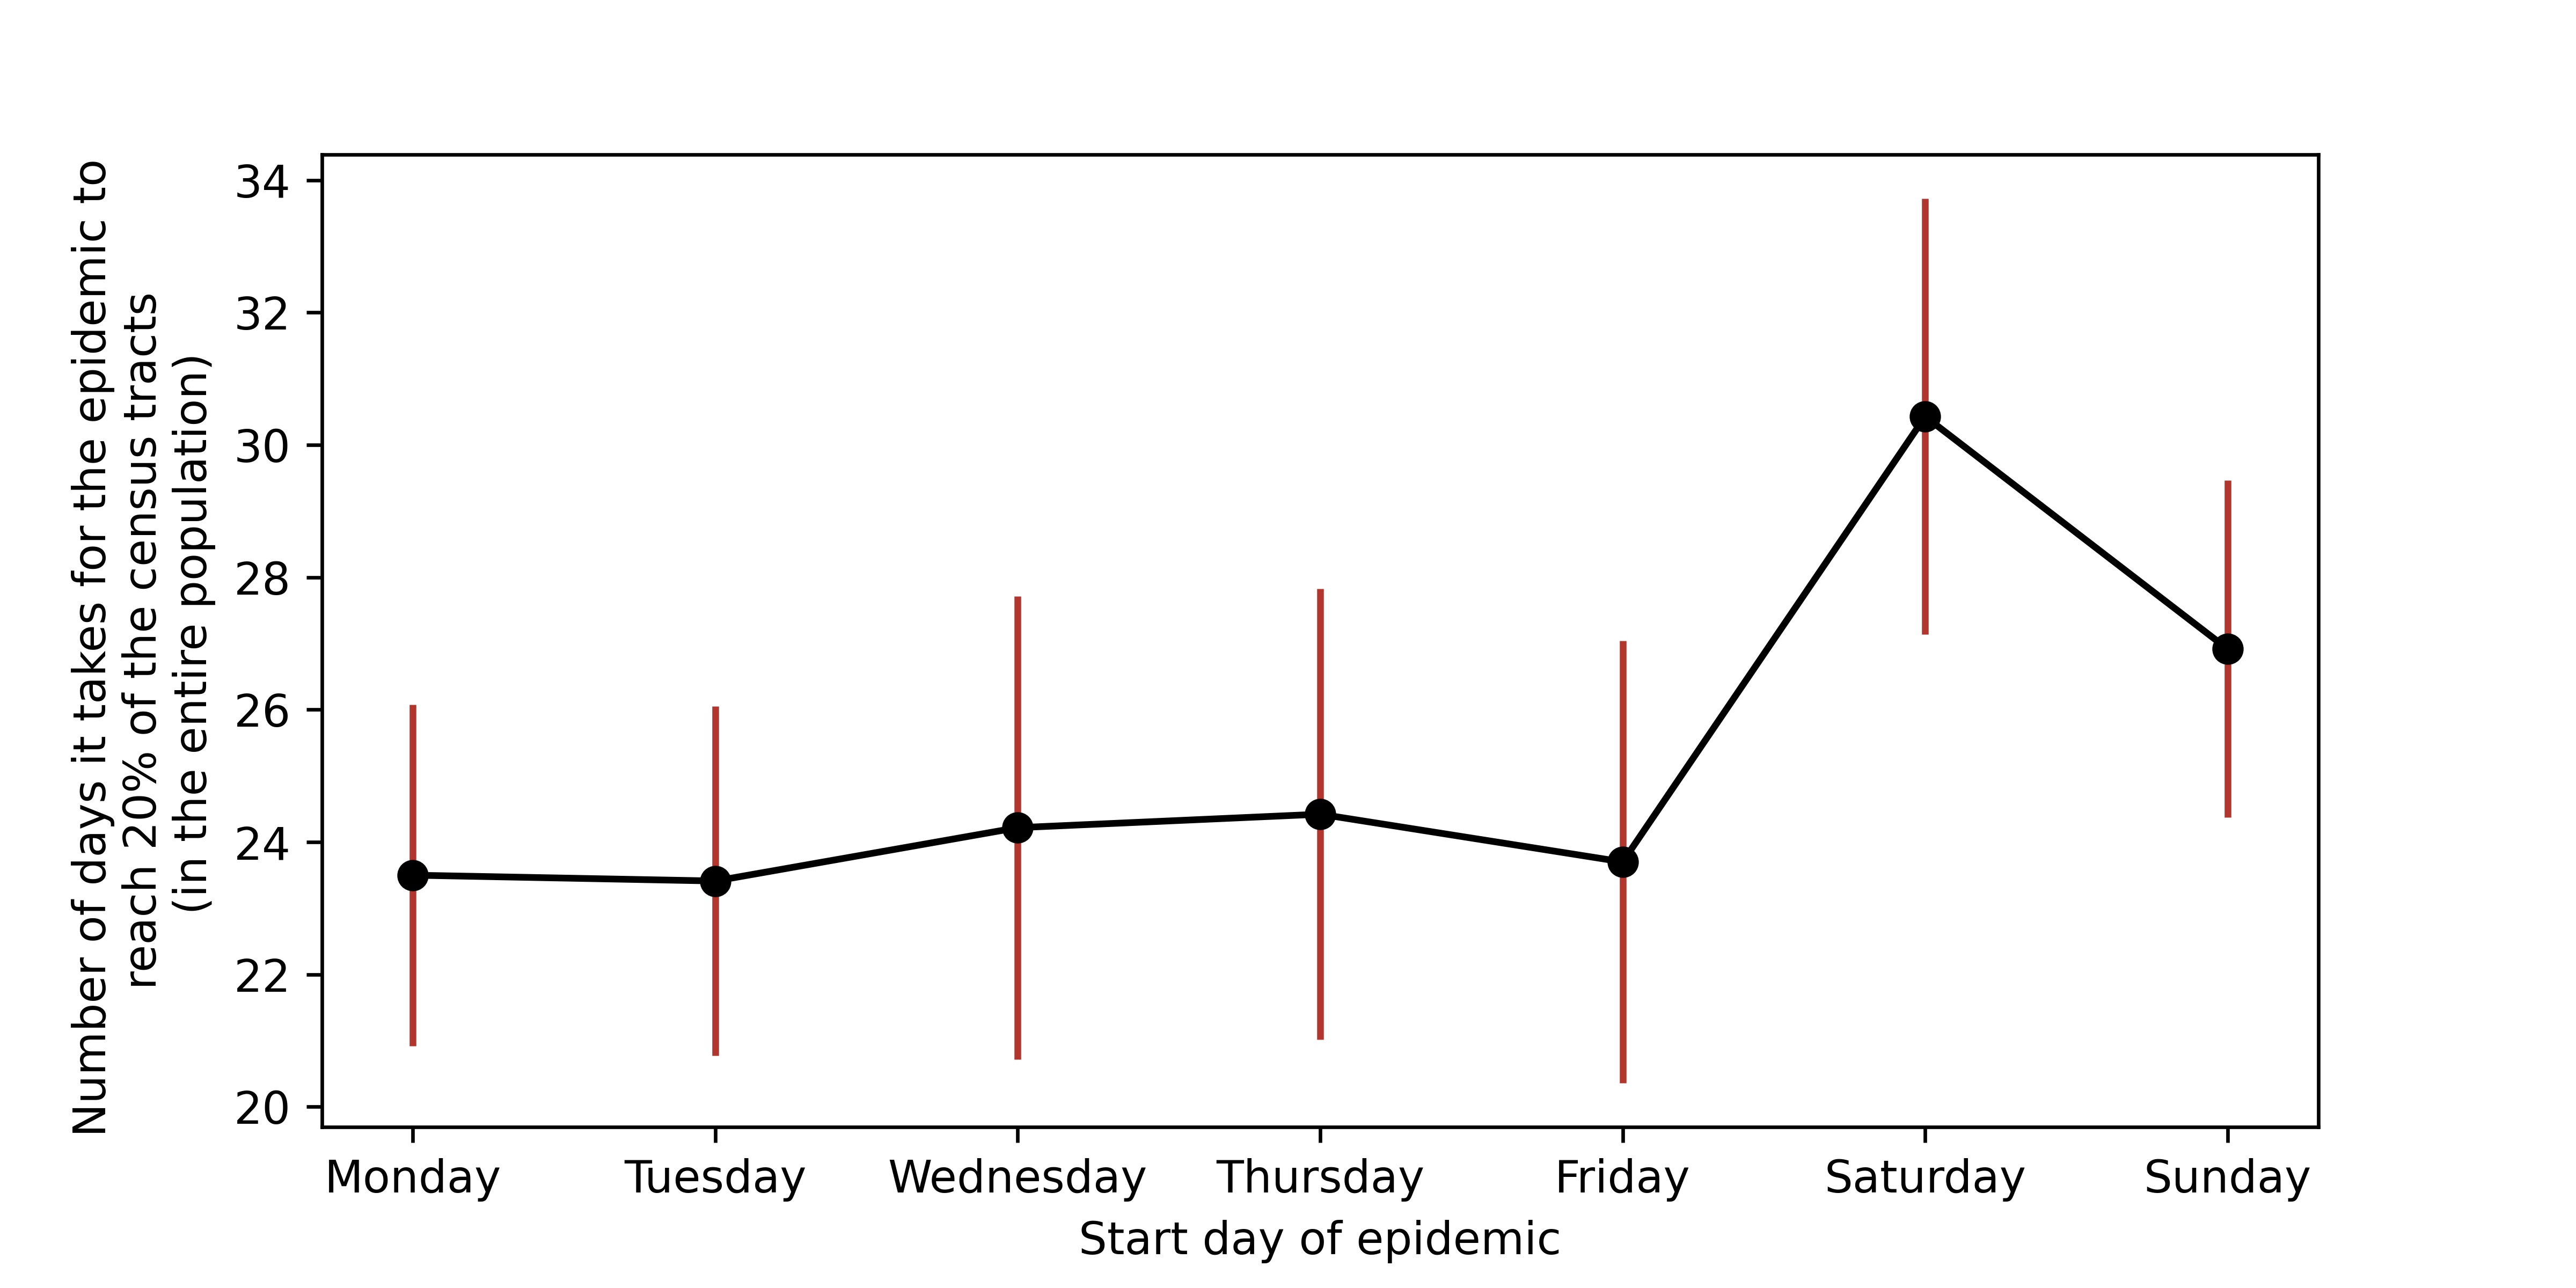 Number of days it takes for the epidemic to
reach 20% of the census tracts
(in the entire population)
34
32
30
28
26
24
22
20
Monday Tuesday Wednesday Thursday Friday Saturday Sunday
Start day of epidemic